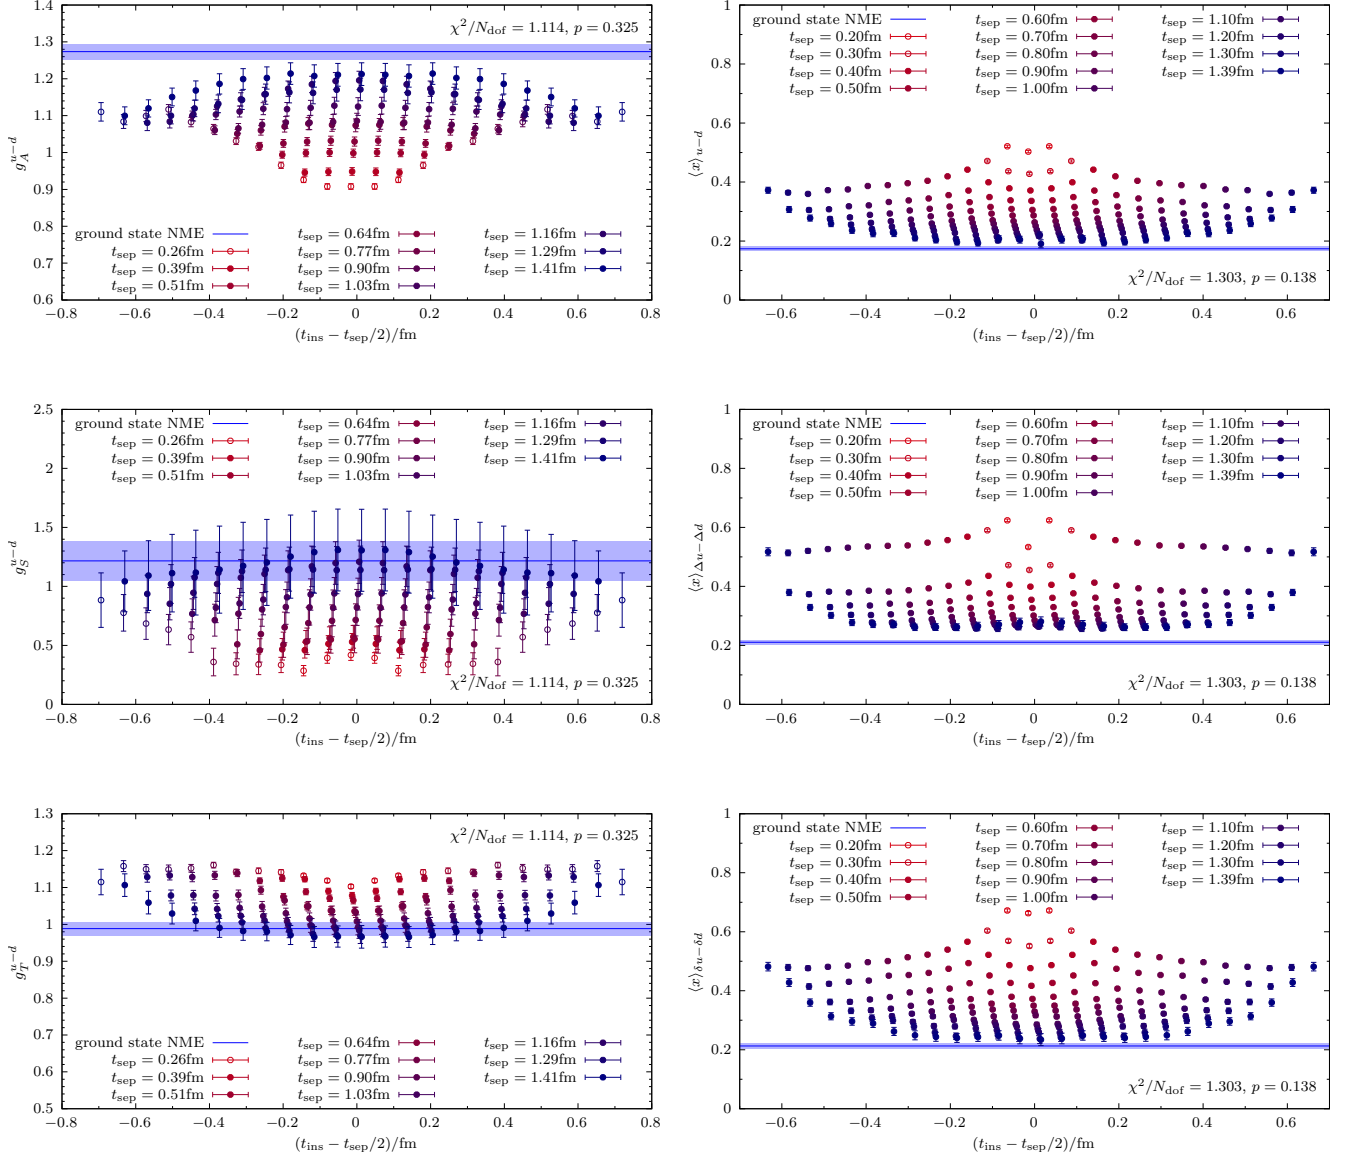 1.4
1.3
1.2
1.1
1
0.9
0.8
0.7
0.6
g_A^{u−d}
χ²/N_dof = 1.114, p = 0.325
ground state NME
t_sep = 0.26fm
t_sep = 0.39fm
t_sep = 0.51fm
t_sep = 0.64fm
t_sep = 0.77fm
t_sep = 0.90fm
t_sep = 1.03fm
t_sep = 1.16fm
t_sep = 1.29fm
t_sep = 1.41fm
−0.8 −0.6 −0.4 −0.2 0 0.2 0.4 0.6 0.8
(t_ins − t_sep/2)/fm
1
0.8
0.6
0.4
0.2
0
⟨x⟩_{u−d}
ground state NME
t_sep = 0.20fm
t_sep = 0.30fm
t_sep = 0.40fm
t_sep = 0.50fm
t_sep = 0.60fm
t_sep = 0.70fm
t_sep = 0.80fm
t_sep = 0.90fm
t_sep = 1.00fm
t_sep = 1.10fm
t_sep = 1.20fm
t_sep = 1.30fm
t_sep = 1.39fm
χ²/N_dof = 1.303, p = 0.138
−0.6 −0.4 −0.2 0 0.2 0.4 0.6
(t_ins − t_sep/2)/fm
2.5
2
1.5
1
0.5
0
g_S^{u−d}
ground state NME
t_sep = 0.26fm
t_sep = 0.39fm
t_sep = 0.51fm
t_sep = 0.64fm
t_sep = 0.77fm
t_sep = 0.90fm
t_sep = 1.03fm
t_sep = 1.16fm
t_sep = 1.29fm
t_sep = 1.41fm
χ²/N_dof = 1.114, p = 0.325
−0.8 −0.6 −0.4 −0.2 0 0.2 0.4 0.6 0.8
(t_ins − t_sep/2)/fm
1
0.8
0.6
0.4
0.2
0
⟨x⟩_{Δu−Δd}
ground state NME
t_sep = 0.20fm
t_sep = 0.30fm
t_sep = 0.40fm
t_sep = 0.50fm
t_sep = 0.60fm
t_sep = 0.70fm
t_sep = 0.80fm
t_sep = 0.90fm
t_sep = 1.00fm
t_sep = 1.10fm
t_sep = 1.20fm
t_sep = 1.30fm
t_sep = 1.39fm
χ²/N_dof = 1.303, p = 0.138
−0.6 −0.4 −0.2 0 0.2 0.4 0.6
(t_ins − t_sep/2)/fm
1.3
1.2
1.1
1
0.9
0.8
0.7
0.6
0.5
g_T^{u−d}
χ²/N_dof = 1.114, p = 0.325
ground state NME
t_sep = 0.26fm
t_sep = 0.39fm
t_sep = 0.51fm
t_sep = 0.64fm
t_sep = 0.77fm
t_sep = 0.90fm
t_sep = 1.03fm
t_sep = 1.16fm
t_sep = 1.29fm
t_sep = 1.41fm
−0.8 −0.6 −0.4 −0.2 0 0.2 0.4 0.6 0.8
(t_ins − t_sep/2)/fm
1
0.8
0.6
0.4
0.2
0
⟨x⟩_{δu−δd}
ground state NME
t_sep = 0.20fm
t_sep = 0.30fm
t_sep = 0.40fm
t_sep = 0.50fm
t_sep = 0.60fm
t_sep = 0.70fm
t_sep = 0.80fm
t_sep = 0.90fm
t_sep = 1.00fm
t_sep = 1.10fm
t_sep = 1.20fm
t_sep = 1.30fm
t_sep = 1.39fm
χ²/N_dof = 1.303, p = 0.138
−0.6 −0.4 −0.2 0 0.2 0.4 0.6
(t_ins − t_sep/2)/fm